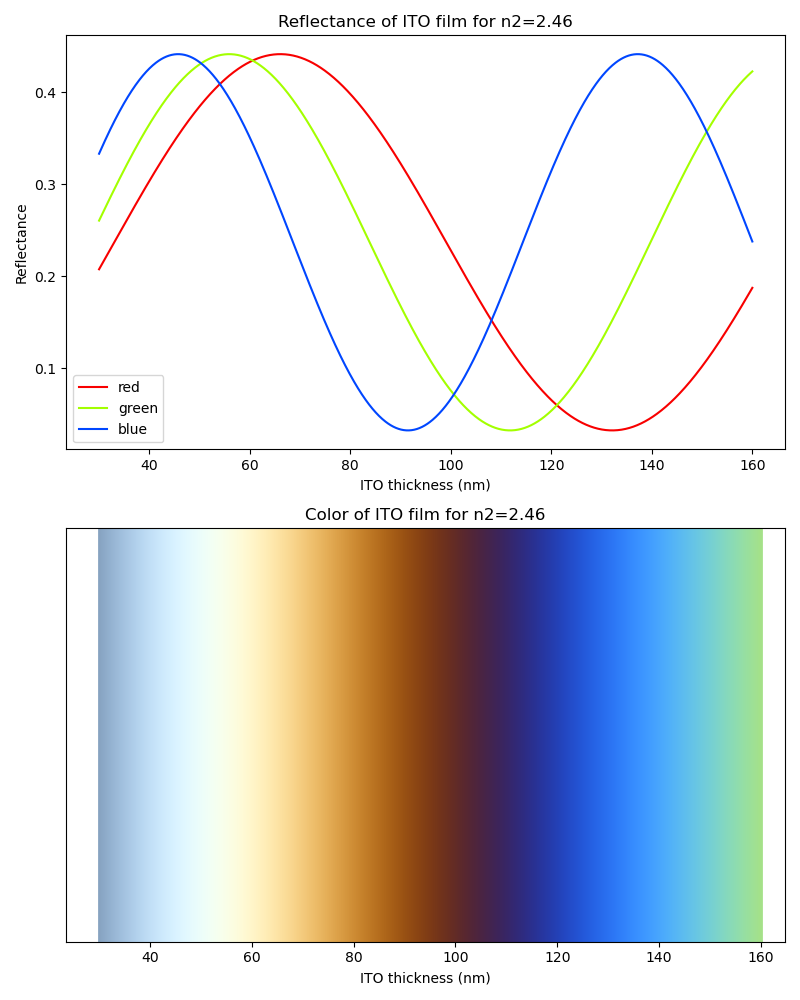 Reflectance of ITO film for n2=2.46
Reflectance
0.4
0.3
0.2
0.1
red
green
blue
40 60 80 100 120 140 160
ITO thickness (nm)
Color of ITO film for n2=2.46
40 60 80 100 120 140 160
ITO thickness (nm)